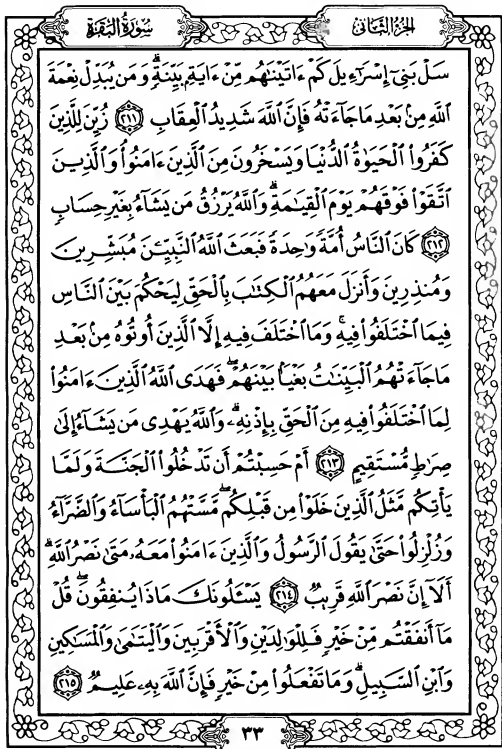 سُورَةُ البَقَرَةِ
الجُزْءُ الثَّانِي
سَلْ بَنِىٓ إِسْرَٰٓءِيلَ كَمْ ءَاتَيْنَٰهُم مِّنْ ءَايَةٍۭ بَيِّنَةٍۢ ۗ وَمَن يُبَدِّلْ نِعْمَةَ
ٱللَّهِ مِنۢ بَعْدِ مَا جَآءَتْهُ فَإِنَّ ٱللَّهَ شَدِيدُ ٱلْعِقَابِ ۝٢١١ زُيِّنَ لِلَّذِينَ
كَفَرُوا۟ ٱلْحَيَوٰةُ ٱلدُّنْيَا وَيَسْخَرُونَ مِنَ ٱلَّذِينَ ءَامَنُوا۟ ۘ وَٱلَّذِينَ
ٱتَّقَوْا۟ فَوْقَهُمْ يَوْمَ ٱلْقِيَٰمَةِ ۗ وَٱللَّهُ يَرْزُقُ مَن يَشَآءُ بِغَيْرِ حِسَابٍۢ
۝٢١٢ كَانَ ٱلنَّاسُ أُمَّةًۭ وَٰحِدَةًۭ فَبَعَثَ ٱللَّهُ ٱلنَّبِيِّۦنَ مُبَشِّرِينَ
وَمُنذِرِينَ وَأَنزَلَ مَعَهُمُ ٱلْكِتَٰبَ بِٱلْحَقِّ لِيَحْكُمَ بَيْنَ ٱلنَّاسِ
فِيمَا ٱخْتَلَفُوا۟ فِيهِ ۚ وَمَا ٱخْتَلَفَ فِيهِ إِلَّا ٱلَّذِينَ أُوتُوهُ مِنۢ بَعْدِ
مَا جَآءَتْهُمُ ٱلْبَيِّنَٰتُ بَغْيًۢا بَيْنَهُمْ ۖ فَهَدَى ٱللَّهُ ٱلَّذِينَ ءَامَنُوا۟
لِمَا ٱخْتَلَفُوا۟ فِيهِ مِنَ ٱلْحَقِّ بِإِذْنِهِۦ ۗ وَٱللَّهُ يَهْدِى مَن يَشَآءُ إِلَىٰ
صِرَٰطٍۢ مُّسْتَقِيمٍ ۝٢١٣ أَمْ حَسِبْتُمْ أَن تَدْخُلُوا۟ ٱلْجَنَّةَ وَلَمَّا
يَأْتِكُم مَّثَلُ ٱلَّذِينَ خَلَوْا۟ مِن قَبْلِكُم ۖ مَّسَّتْهُمُ ٱلْبَأْسَآءُ وَٱلضَّرَّآءُ
وَزُلْزِلُوا۟ حَتَّىٰ يَقُولَ ٱلرَّسُولُ وَٱلَّذِينَ ءَامَنُوا۟ مَعَهُۥ مَتَىٰ نَصْرُ ٱللَّهِ ۗ
أَلَآ إِنَّ نَصْرَ ٱللَّهِ قَرِيبٌۭ ۝٢١٤ يَسْـَٔلُونَكَ مَاذَا يُنفِقُونَ ۖ قُلْ
مَآ أَنفَقْتُم مِّنْ خَيْرٍۢ فَلِلْوَٰلِدَيْنِ وَٱلْأَقْرَبِينَ وَٱلْيَتَٰمَىٰ وَٱلْمَسَٰكِينِ
وَٱبْنِ ٱلسَّبِيلِ ۗ وَمَا تَفْعَلُوا۟ مِنْ خَيْرٍۢ فَإِنَّ ٱللَّهَ بِهِۦ عَلِيمٌۭ ۝٢١٥
٣٣